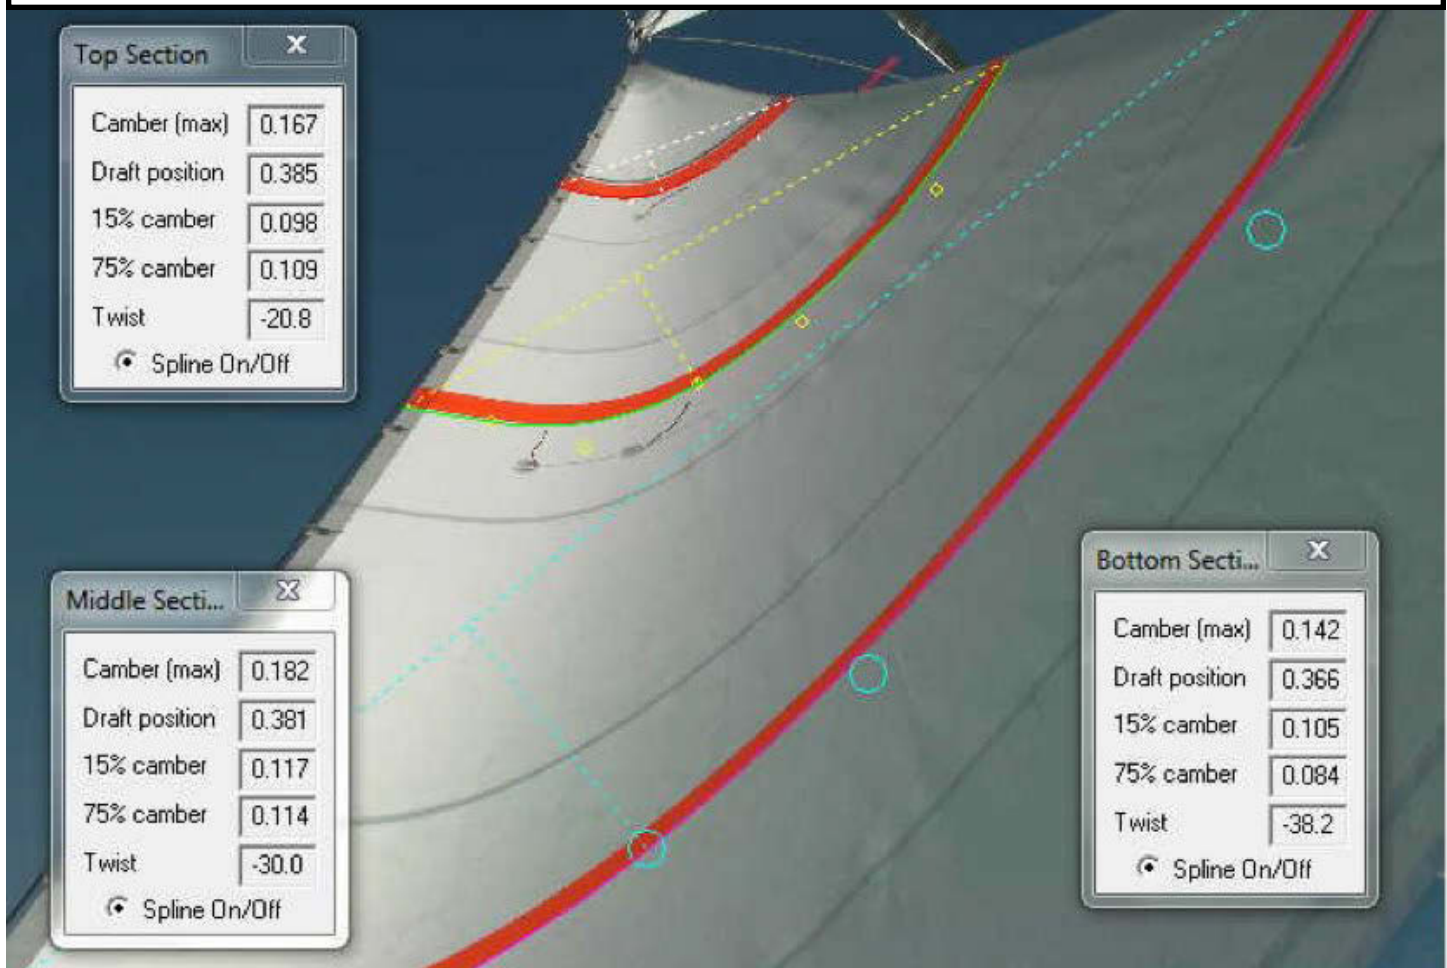 Top Section
Camber (max) 0.167
Draft position 0.385
15% camber 0.098
75% camber 0.109
Twist -20.8
Spline On/Off
Middle Secti...
Camber (max) 0.182
Draft position 0.381
15% camber 0.117
75% camber 0.114
Twist -30.0
Spline On/Off
Bottom Secti...
Camber (max) 0.142
Draft position 0.366
15% camber 0.105
75% camber 0.084
Twist -38.2
Spline On/Off